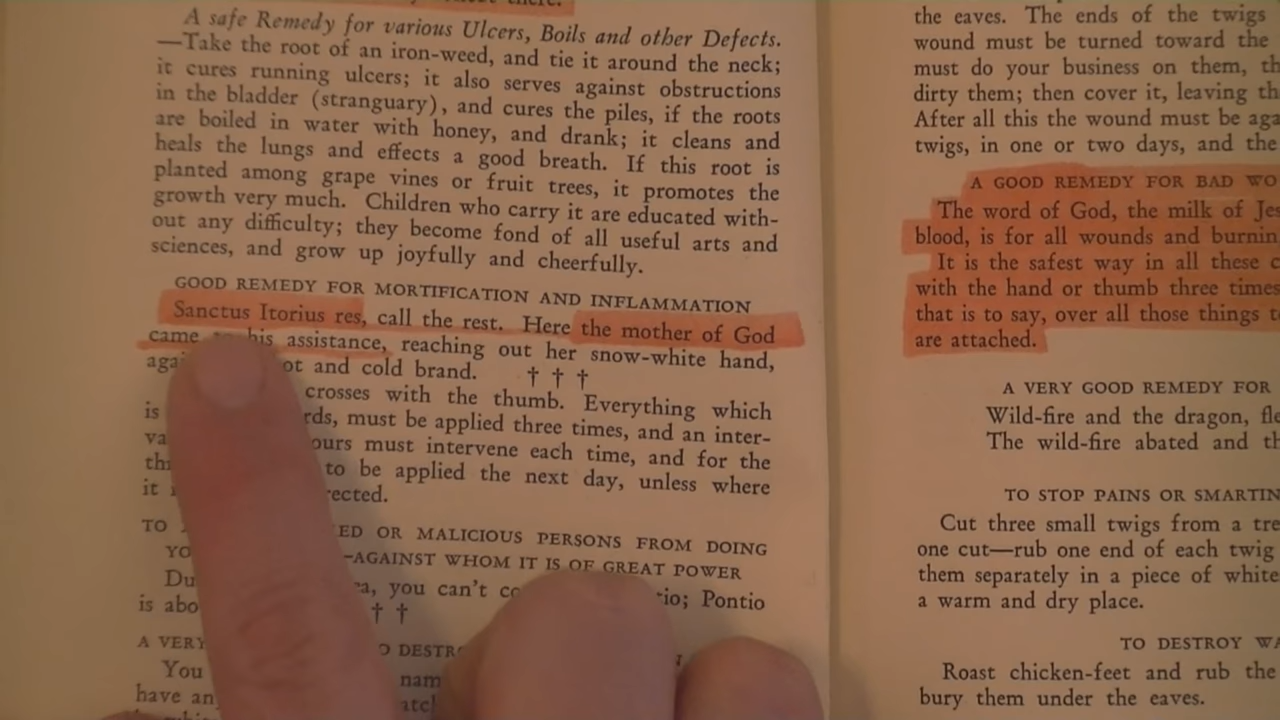 there.
A safe Remedy for various Ulcers, Boils and other Defects.
—Take the root of an iron-weed, and tie it around the neck;
it cures running ulcers; it also serves against obstructions
in the bladder (stranguary), and cures the piles, if the roots
are boiled in water with honey, and drank; it cleans and
heals the lungs and effects a good breath. If this root is
planted among grape vines or fruit trees, it promotes the
growth very much. Children who carry it are educated with-
out any difficulty; they become fond of all useful arts and
sciences, and grow up joyfully and cheerfully.
GOOD REMEDY FOR MORTIFICATION AND INFLAMMATION
Sanctus Itorius res, call the rest. Here the mother of God
came his assistance, reaching out her snow-white hand,
and cold brand. † † †
crosses with the thumb. Everything which
is must be applied three times, and an inter-
must intervene each time, and for the
to be applied the next day, unless where
it
TO OR MALICIOUS PERSONS FROM DOING
—AGAINST WHOM IT IS OF GREAT POWER
you can't Pontio
is † †
A VERY
You
have
the eaves. The ends of the twigs
wound must be turned toward the
must do your business on them,
dirty them; then cover it, leaving
After all this the wound must be
twigs, in one or two days, and the
A GOOD REMEDY FOR BAD
The word of God, the milk of
blood, is for all wounds and
It is the safest way in all these
with the hand or thumb three times
that is to say, over all those things
are attached.
A VERY GOOD REMEDY FOR
Wild-fire and the dragon,
The wild-fire abated and
TO STOP PAINS OR
Cut three small twigs from a
one cut—rub one end of each twig
them separately in a piece of white
a warm and dry place.
TO DESTROY
Roast chicken-feet and rub the
bury them under the eaves.